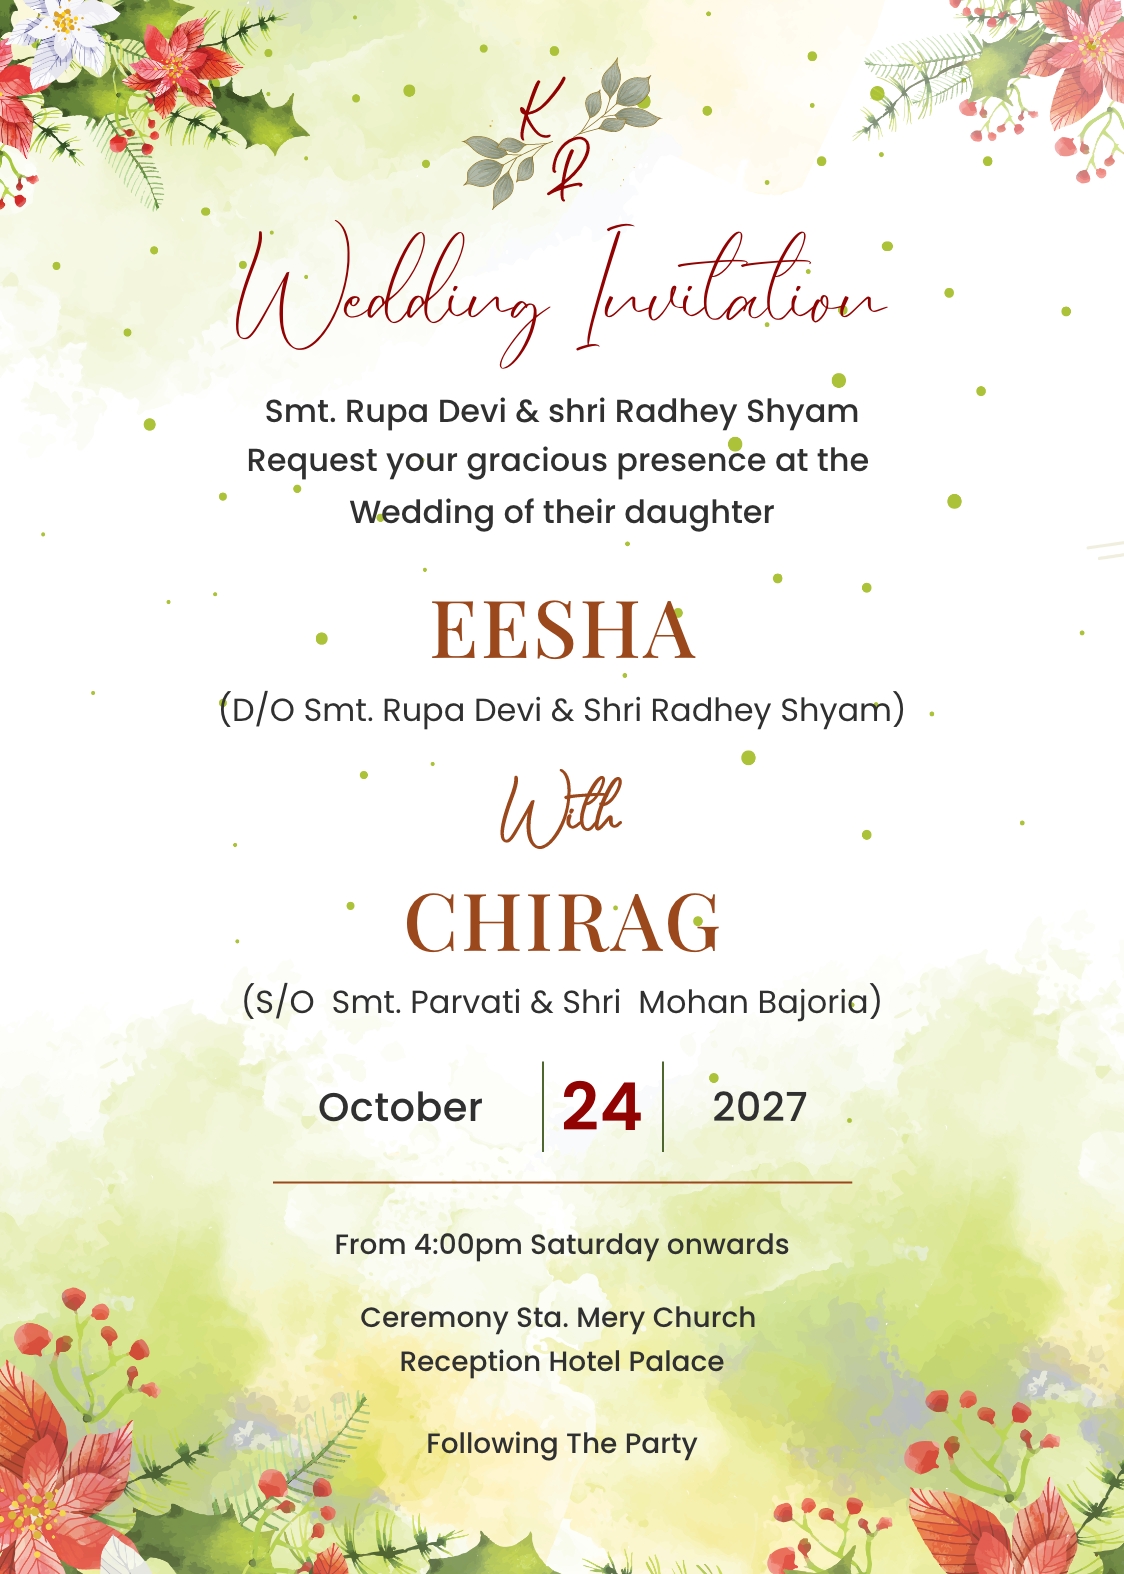 K
R
Wedding Invitation
Smt. Rupa Devi & shri Radhey Shyam
Request your gracious presence at the
Wedding of their daughter
EESHA
(D/O Smt. Rupa Devi & Shri Radhey Shyam)
With
CHIRAG
(S/O Smt. Parvati & Shri Mohan Bajoria)
October 24 2027
From 4:00pm Saturday onwards
Ceremony Sta. Mery Church
Reception Hotel Palace
Following The Party